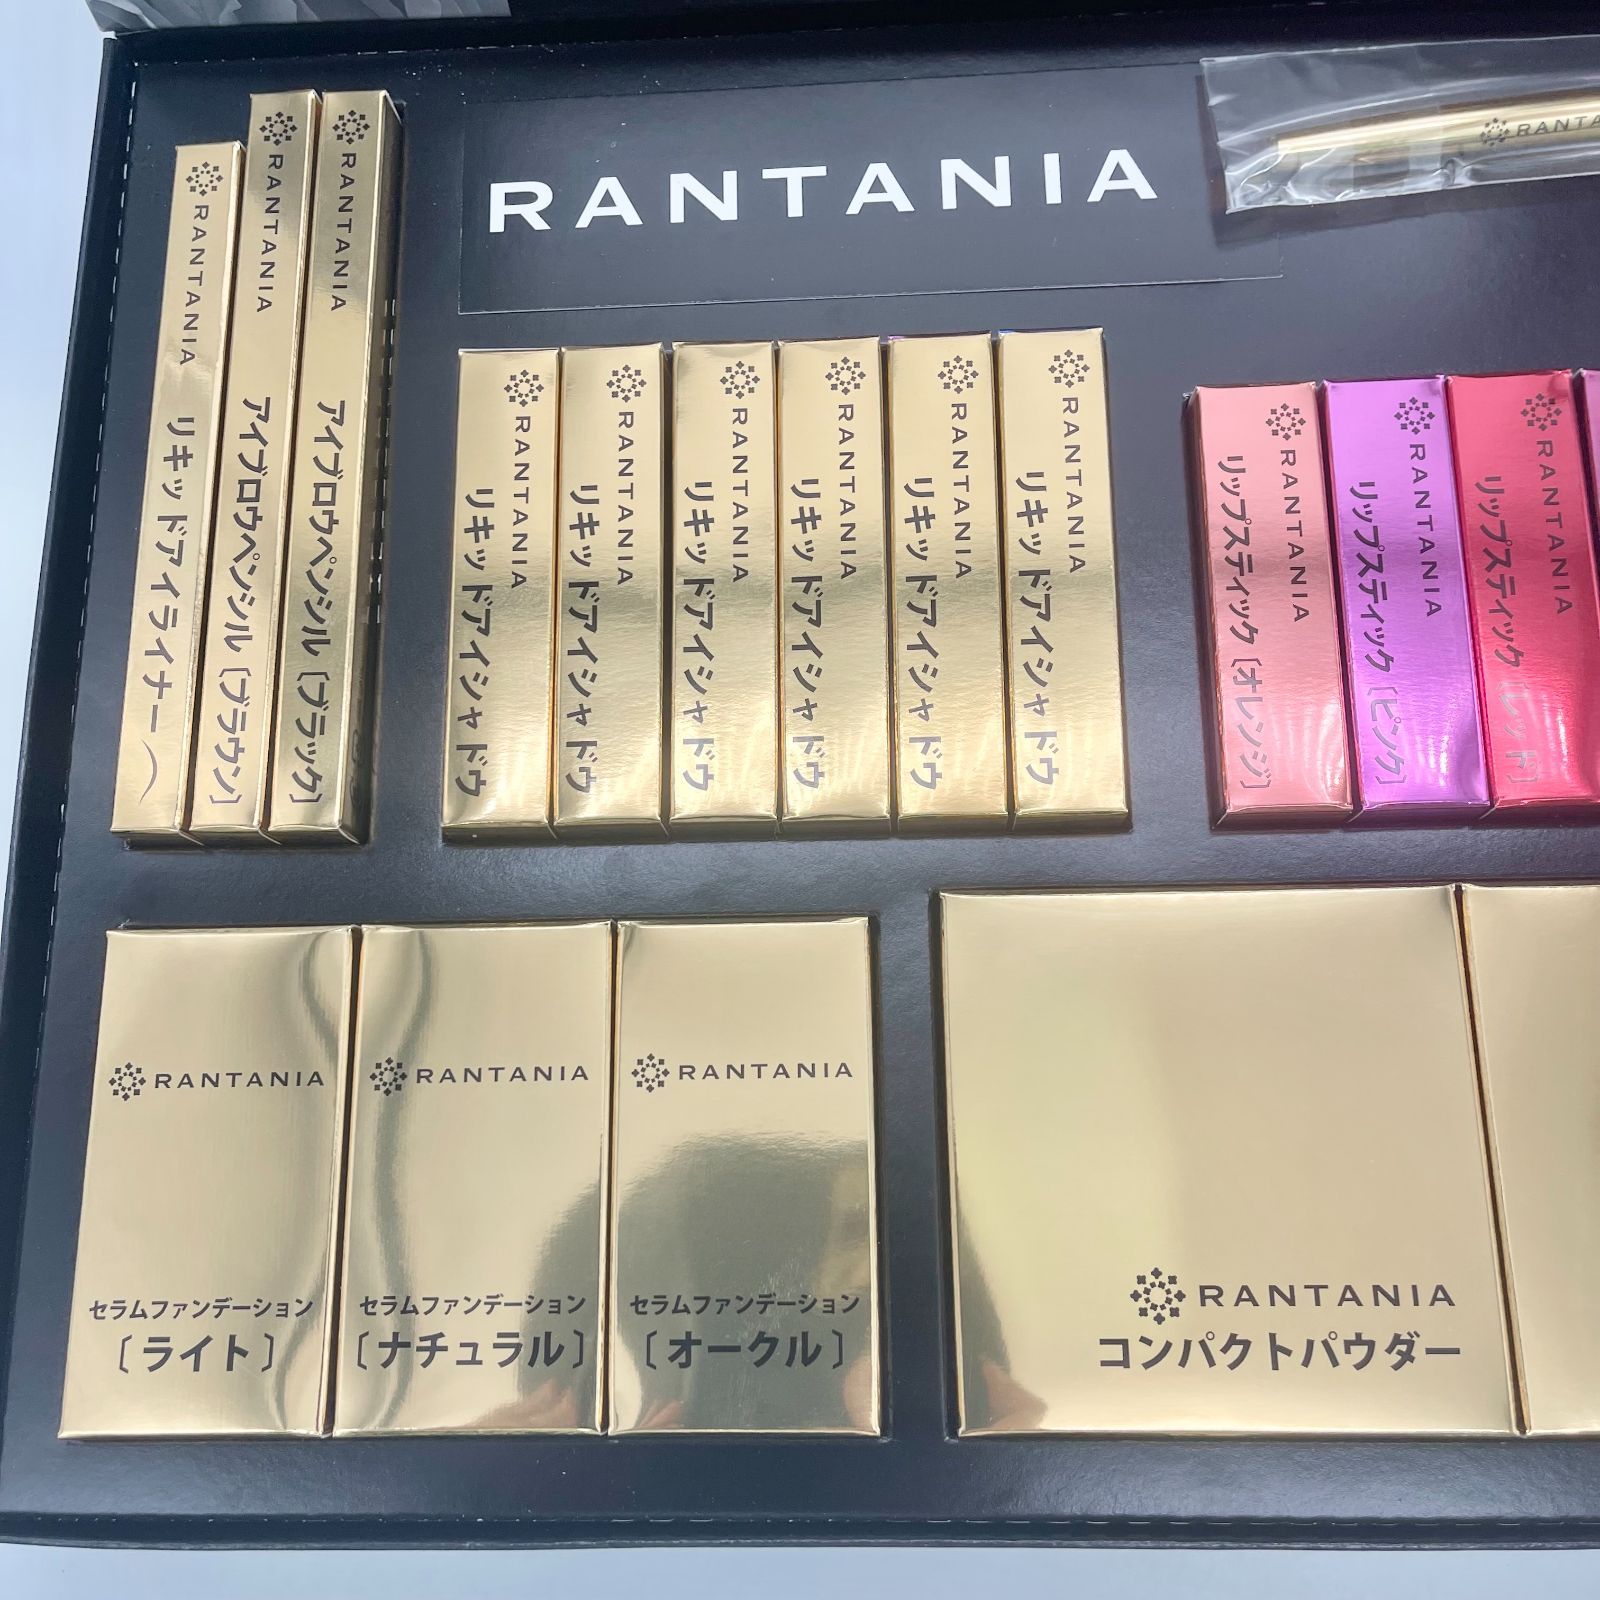 RANTANIA
RANTANIA
RANTANIA リキッドアイライナー
RANTANIA アイブロウペンシル〔ブラウン〕
RANTANIA アイブロウペンシル〔ブラック〕
RANTANIA
リキッドアイシャドウ
RANTANIA
リキッドアイシャドウ
RANTANIA
リキッドアイシャドウ
RANTANIA
リキッドアイシャドウ
RANTANIA
リキッドアイシャドウ
RANTANIA
リキッドアイシャドウ
RANTANIA
リップスティック〔オレンジ〕
RANTANIA
リップスティック〔ピンク〕
RANTANIA
リップスティック〔レッド〕
RANTANIA
セラムファンデーション
〔ライト〕
RANTANIA
セラムファンデーション
〔ナチュラル〕
RANTANIA
セラムファンデーション
〔オークル〕
RANTANIA
コンパクトパウダー